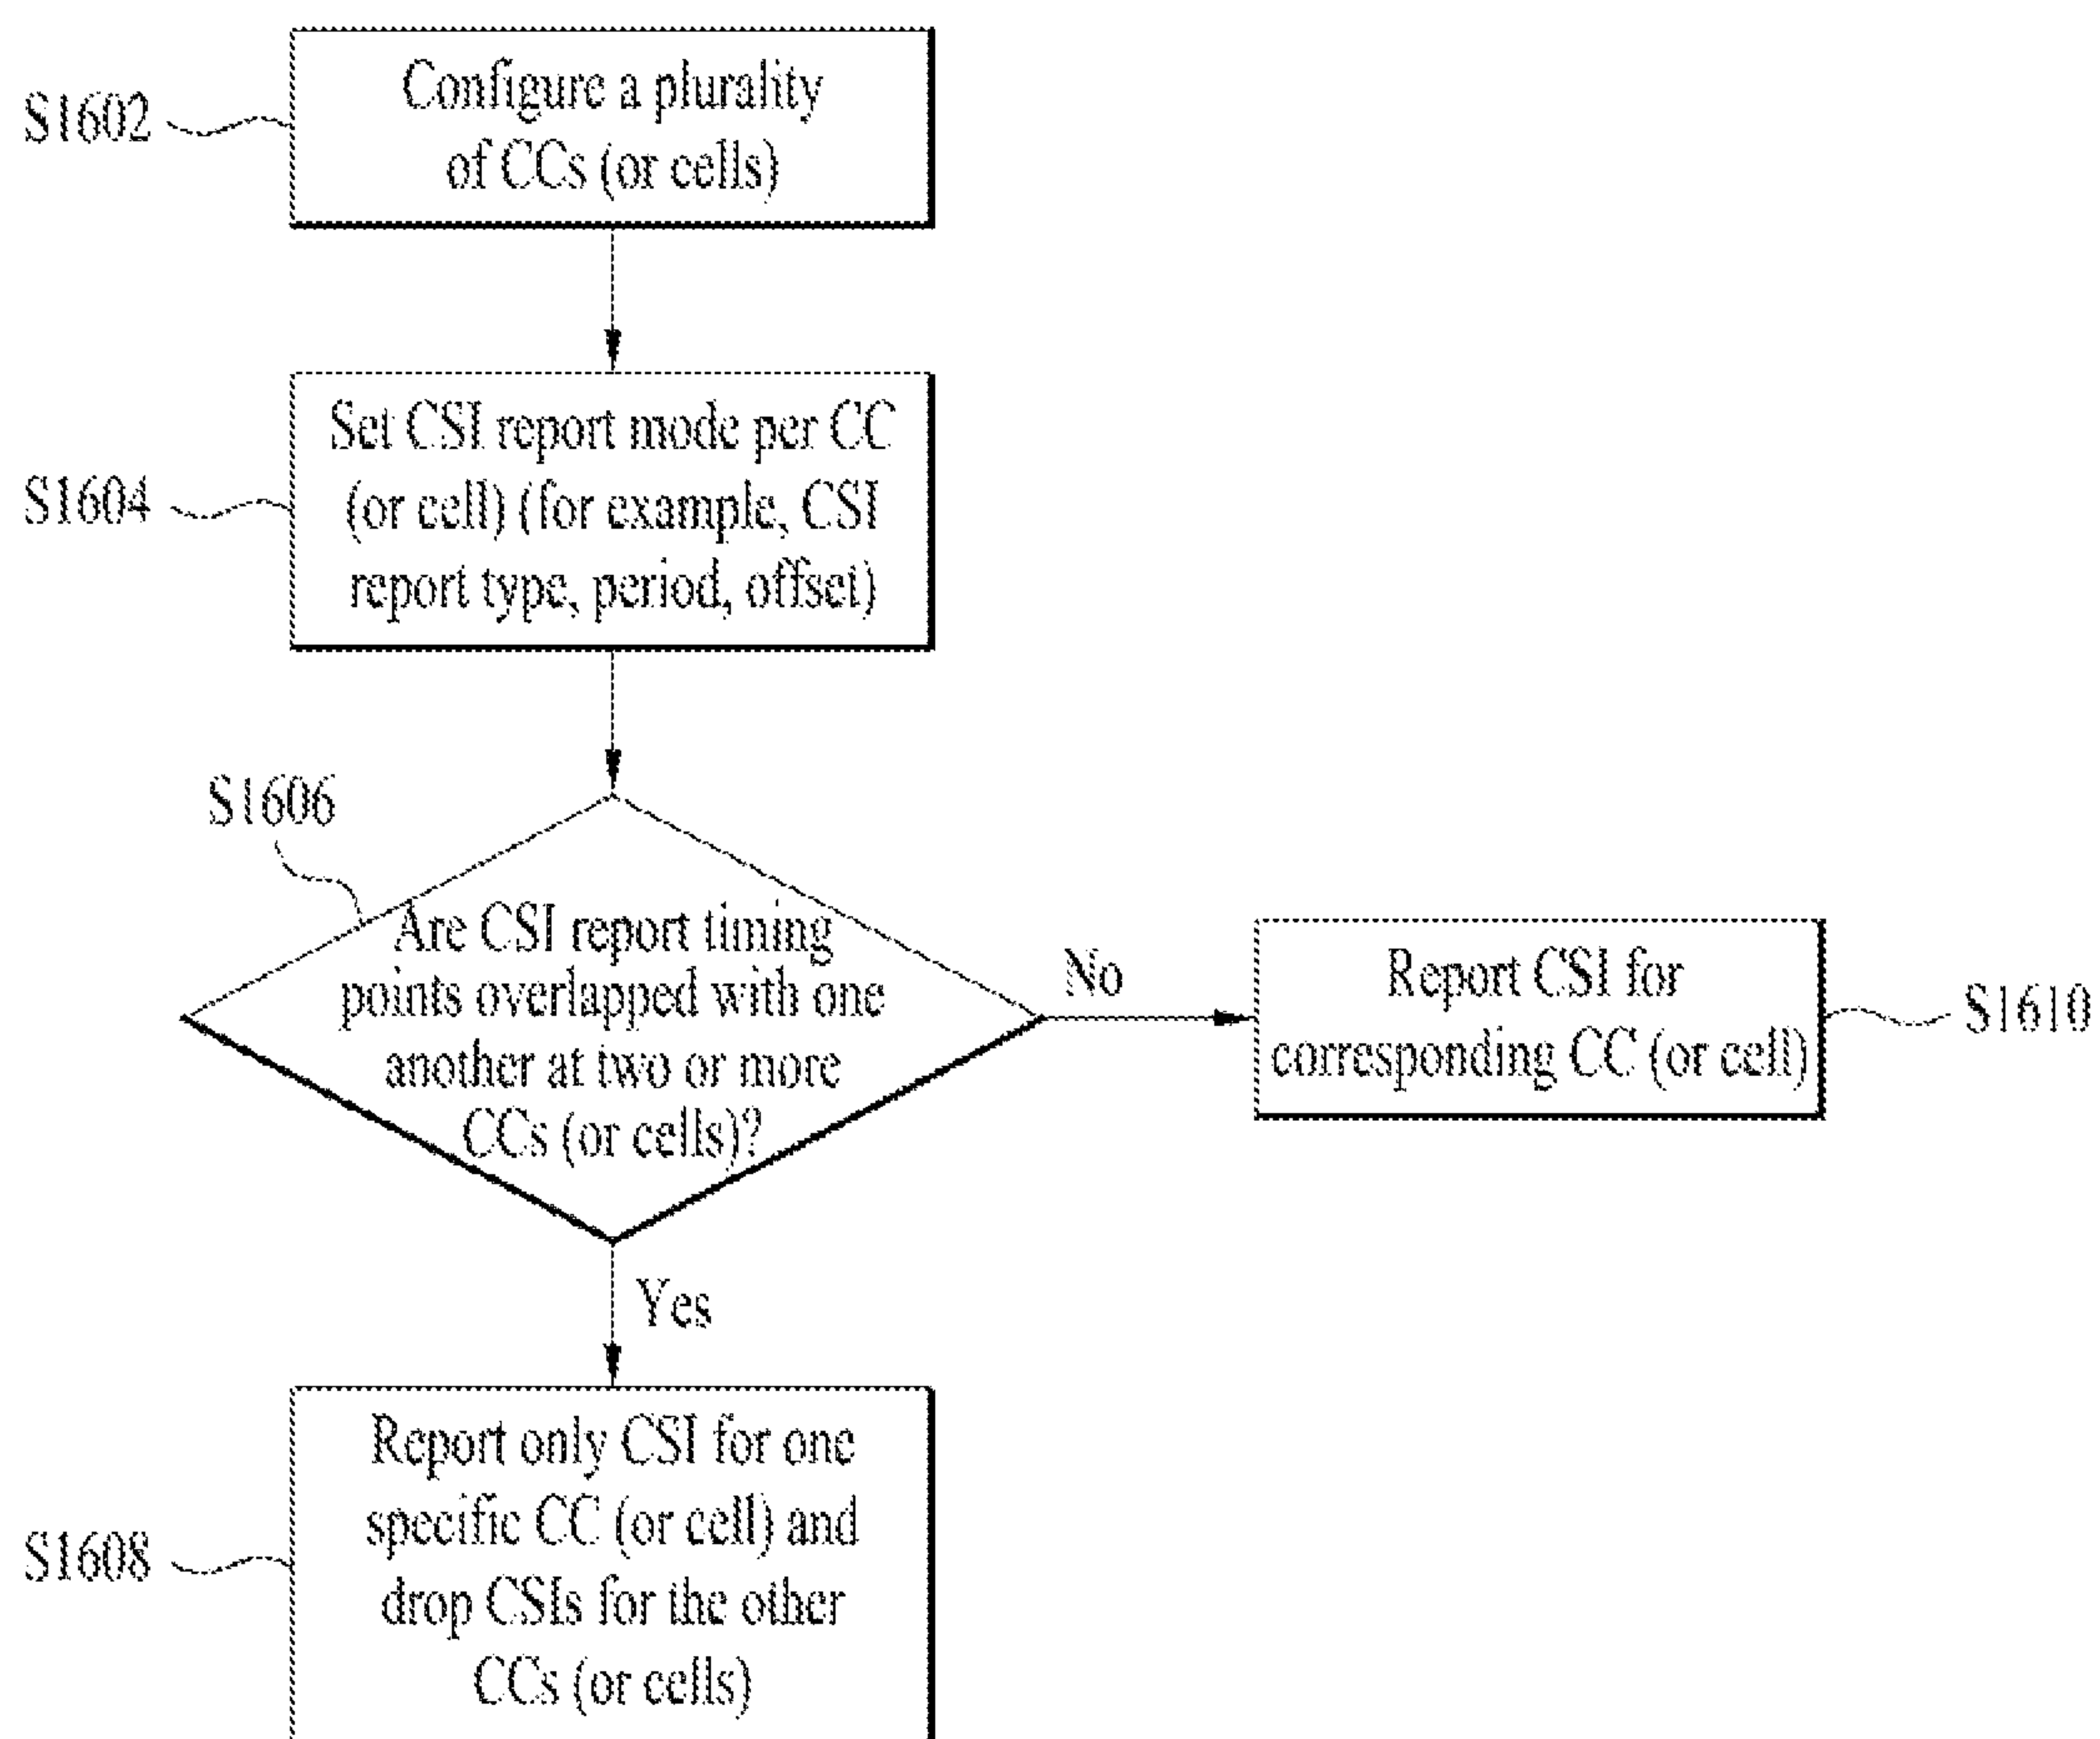 S1602
Configure a plurality
of CCs (or cells)
S1604
Set CSI report mode per CC
(or cell) (for example, CSI
report type, period, offset)
S1606
Are CSI report timing
points overlapped with one
another at two or more
CCs (or cells)?
No
Report CSI for
corresponding CC (or cell)
S1610
Yes
S1608
Report only CSI for one
specific CC (or cell) and
drop CSIs for the other
CCs (or cells)